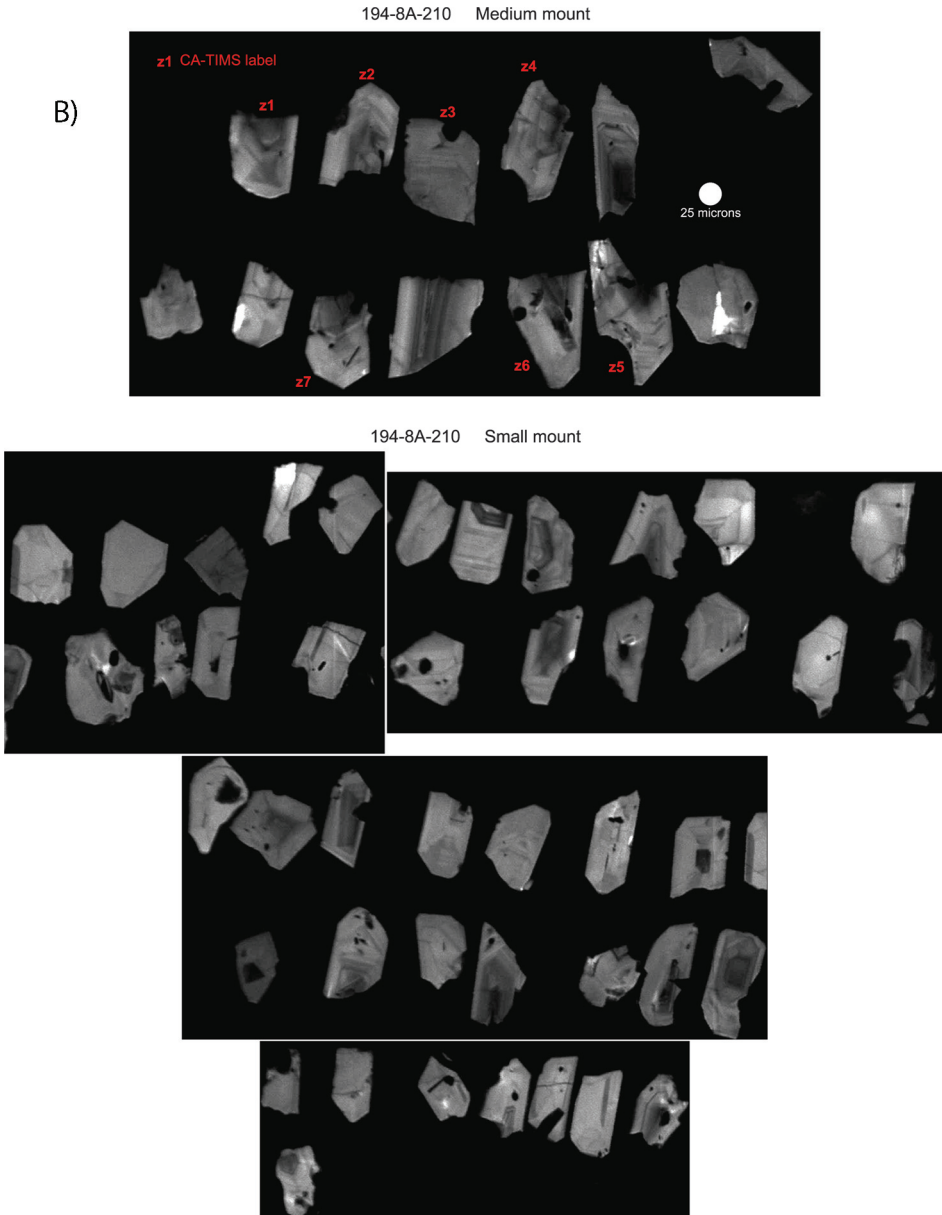 194-8A-210 Medium mount
B)
z1 CA-TIMS label
z1
z2
z3
z4
25 microns
z7
z6
z5
194-8A-210 Small mount